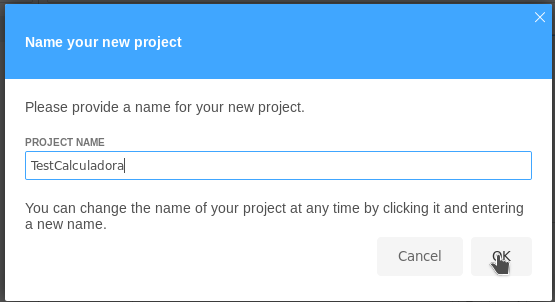 Name your new project
Please provide a name for your new project.
PROJECT NAME
TestCalculadora
You can change the name of your project at any time by clicking it and entering
a new name.
Cancel
OK